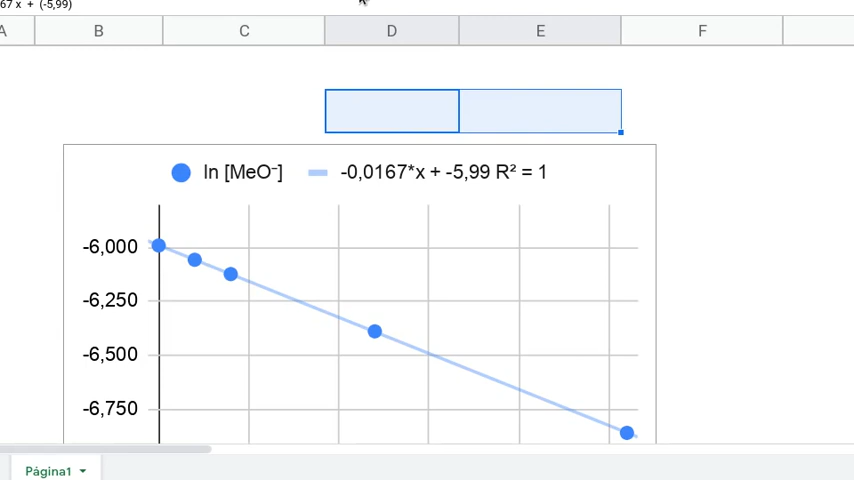 67 x + (-5,99)
A B C D E F
ln [MeO⁻] -0,0167*x + -5,99 R² = 1
-6,000
-6,250
-6,500
-6,750
Página1